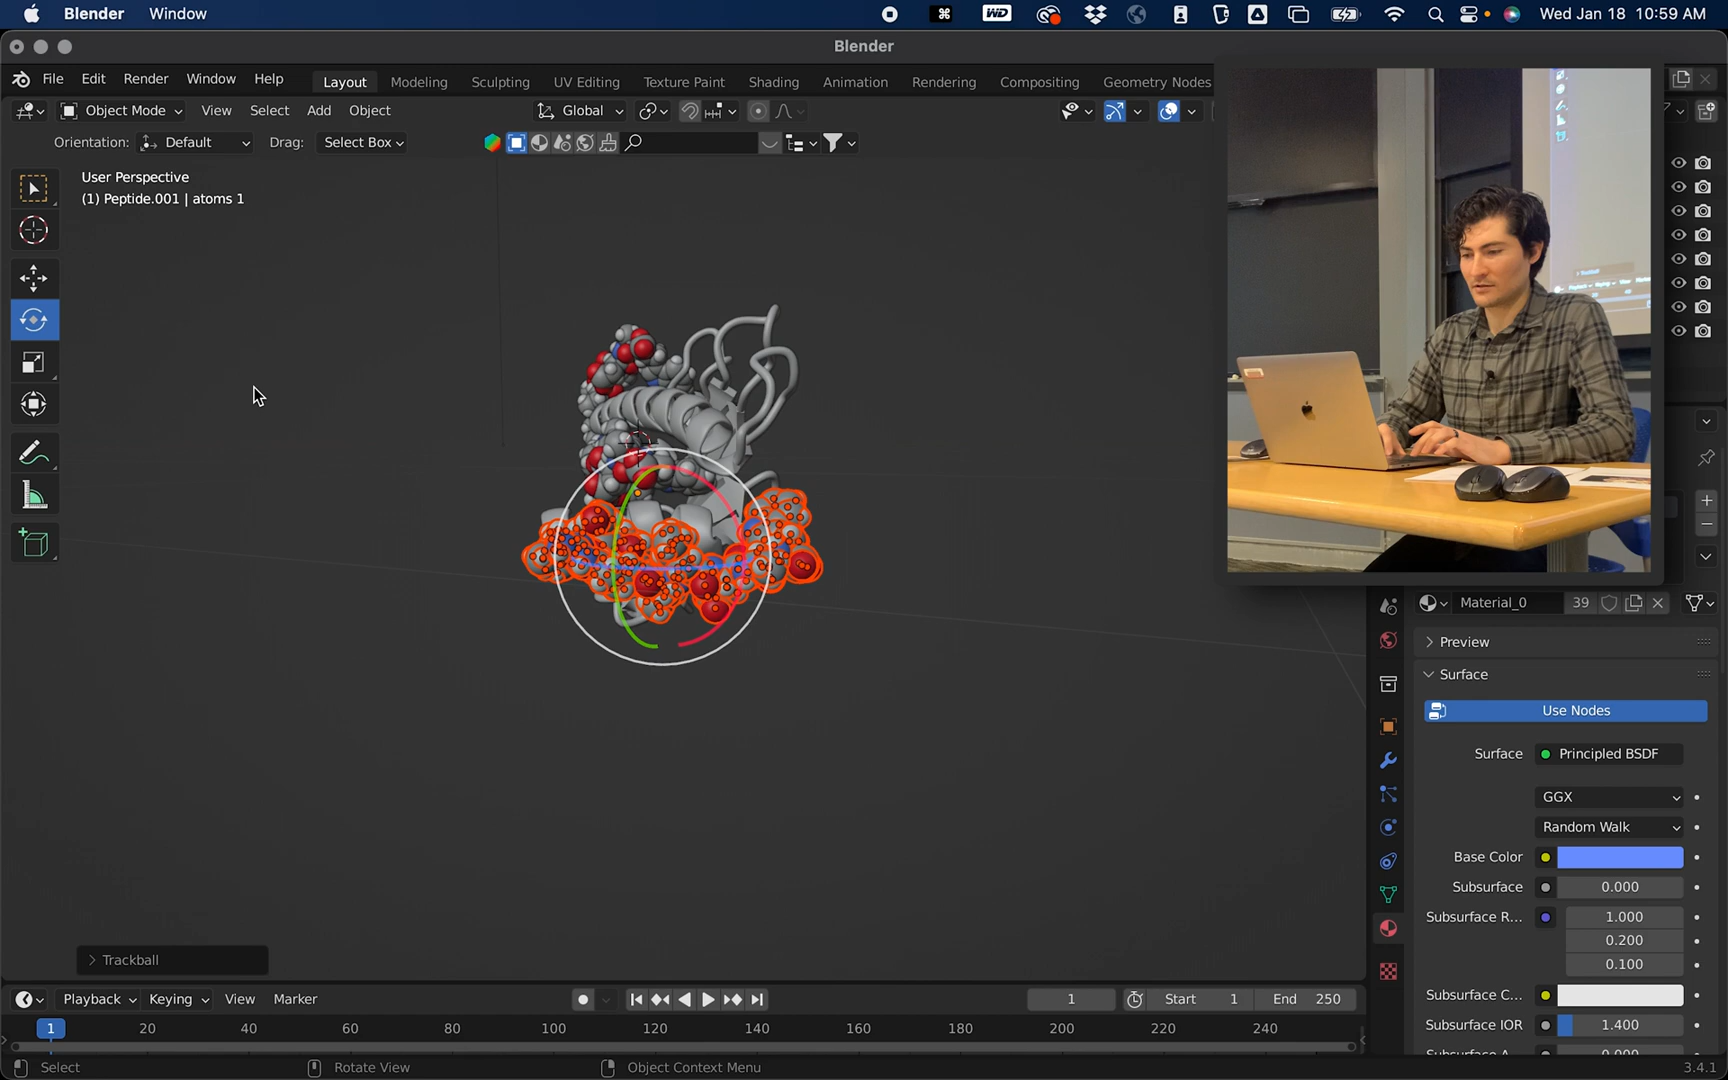 Blender Window WD Wed Jan 18 10:59 AM
Blender
File Edit Render Window Help Layout Modeling Sculpting UV Editing Texture Paint Shading Animation Rendering Compositing Geometry Nodes
Object Mode View Select Add Object Global
Orientation: Default Drag: Select Box
User Perspective
(1) Peptide.001 | atoms 1
Material_0 39
Preview
Surface
Use Nodes
Surface Principled BSDF
GGX
Random Walk
Base Color
Subsurface 0.000
Subsurface R... 1.000
0.200
0.100
Subsurface C...
Subsurface IOR 1.400
Trackball
Playback Keying View Marker 1 Start 1 End 250
1 20 40 60 80 100 120 140 160 180 200 220 240
Select Rotate View Object Context Menu 3.4.1